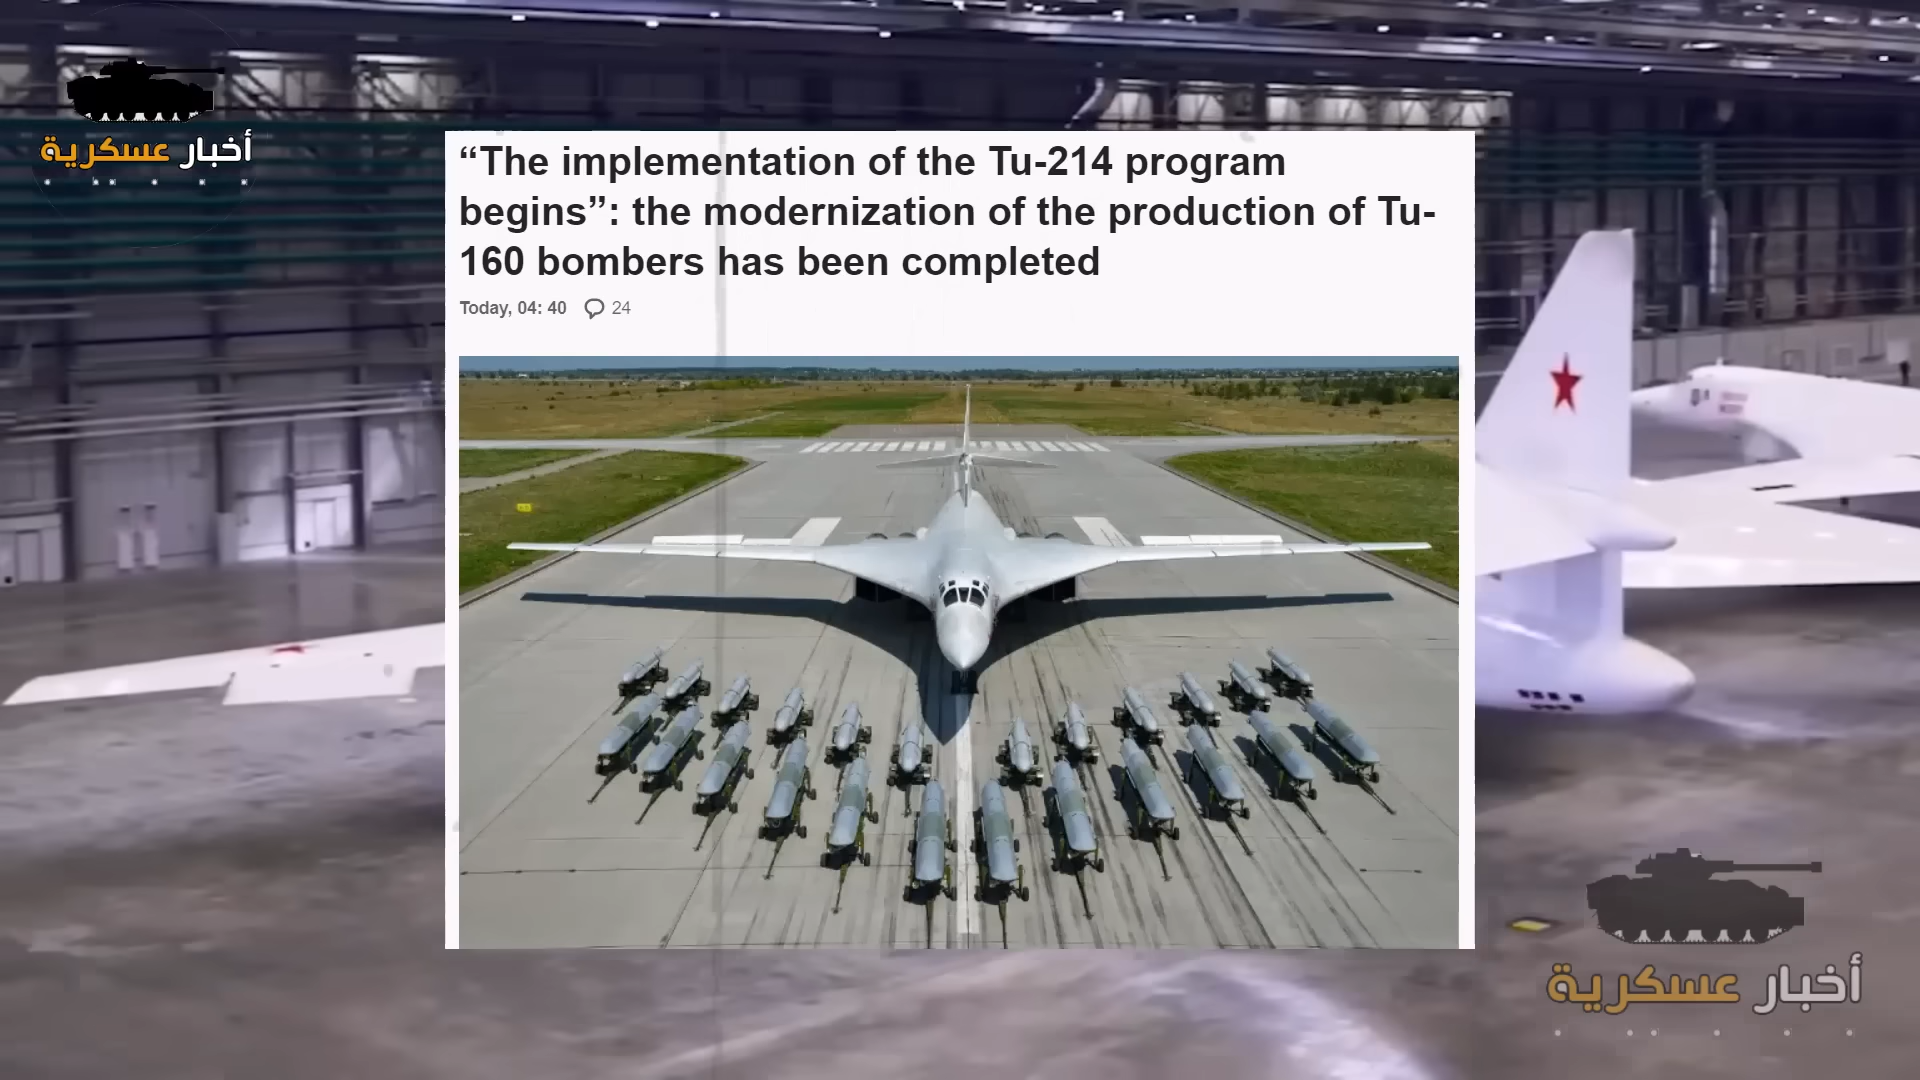 أخبار عسكرية
“The implementation of the Tu-214 program
begins”: the modernization of the production of Tu-
160 bombers has been completed
Today, 04: 40 24
أخبار عسكرية